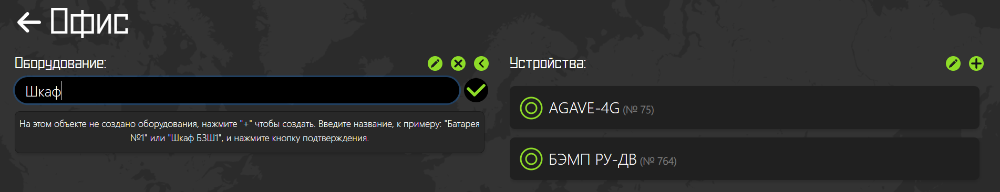 Офис
Оборудование:
Шкаф
На этом объекте не создано оборудования, нажмите "+" чтобы создать. Введите название, к примеру: "Батарея
№1" или "Шкаф БЗШ1", и нажмите кнопку подтверждения.
Устройства:
AGAVE-4G (№ 75)
БЭМП РУ-ДВ (№ 764)